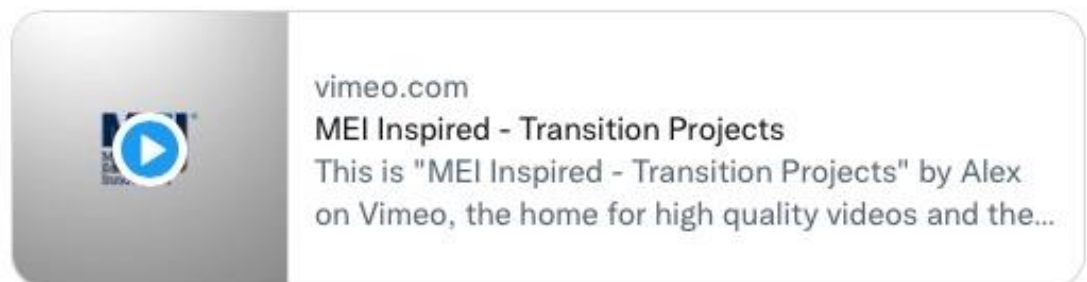 MEI
vimeo.com
MEI Inspired - Transition Projects
This is "MEI Inspired - Transition Projects" by Alex
on Vimeo, the home for high quality videos and the...